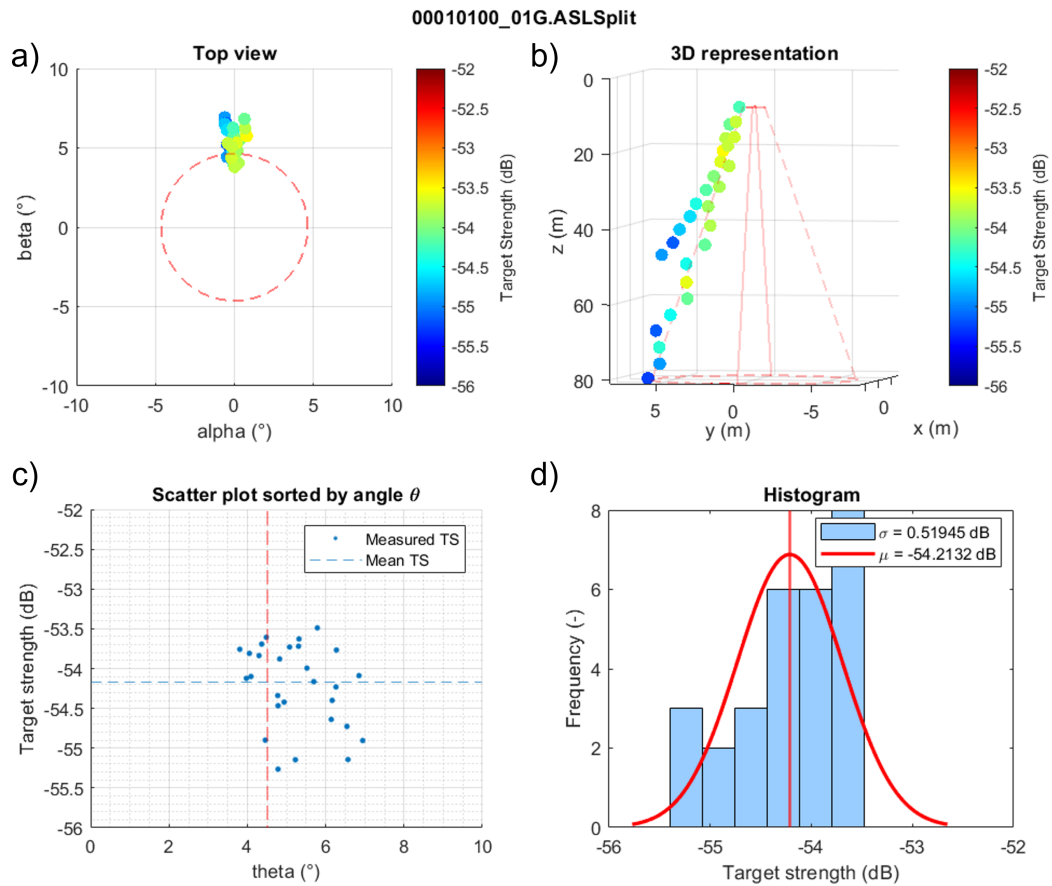 00010100_01G.ASLSplit
a)
Top view
10
5
0
-5
-10
-10
-5
0
5
10
beta (°)
alpha (°)
-52
-52.5
-53
-53.5
-54
-54.5
-55
-55.5
-56
Target Strength (dB)
b)
3D representation
0
20
40
60
80
z (m)
5
0
-5
0
y (m)
x (m)
-52
-52.5
-53
-53.5
-54
-54.5
-55
-55.5
-56
Target Strength (dB)
c)
Scatter plot sorted by angle θ
-52
-52.5
-53
-53.5
-54
-54.5
-55
-55.5
-56
Target strength (dB)
Measured TS
Mean TS
0
2
4
6
8
10
theta (°)
d)
Histogram
8
6
4
2
0
Frequency (-)
σ = 0.51945 dB
μ = -54.2132 dB
-56
-55
-54
-53
-52
Target strength (dB)